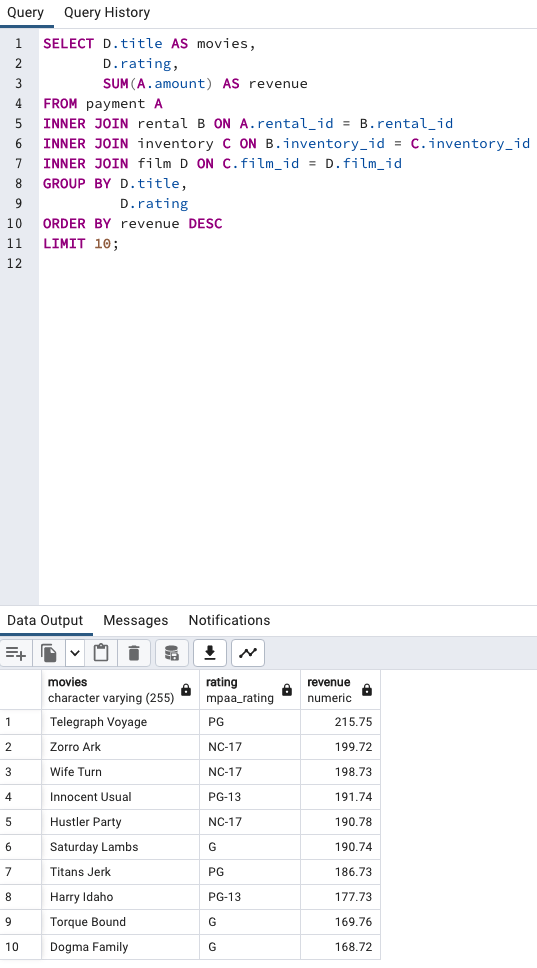 Query Query History
1 SELECT D.title AS movies,
2 D.rating,
3 SUM(A.amount) AS revenue
4 FROM payment A
5 INNER JOIN rental B ON A.rental_id = B.rental_id
6 INNER JOIN inventory C ON B.inventory_id = C.inventory_id
7 INNER JOIN film D ON C.film_id = D.film_id
8 GROUP BY D.title,
9 D.rating
10 ORDER BY revenue DESC
11 LIMIT 10;
12
Data Output Messages Notifications
movies rating revenue
character varying (255) mpaa_rating numeric
1 Telegraph Voyage PG 215.75
2 Zorro Ark NC-17 199.72
3 Wife Turn NC-17 198.73
4 Innocent Usual PG-13 191.74
5 Hustler Party NC-17 190.78
6 Saturday Lambs G 190.74
7 Titans Jerk PG 186.73
8 Harry Idaho PG-13 177.73
9 Torque Bound G 169.76
10 Dogma Family G 168.72